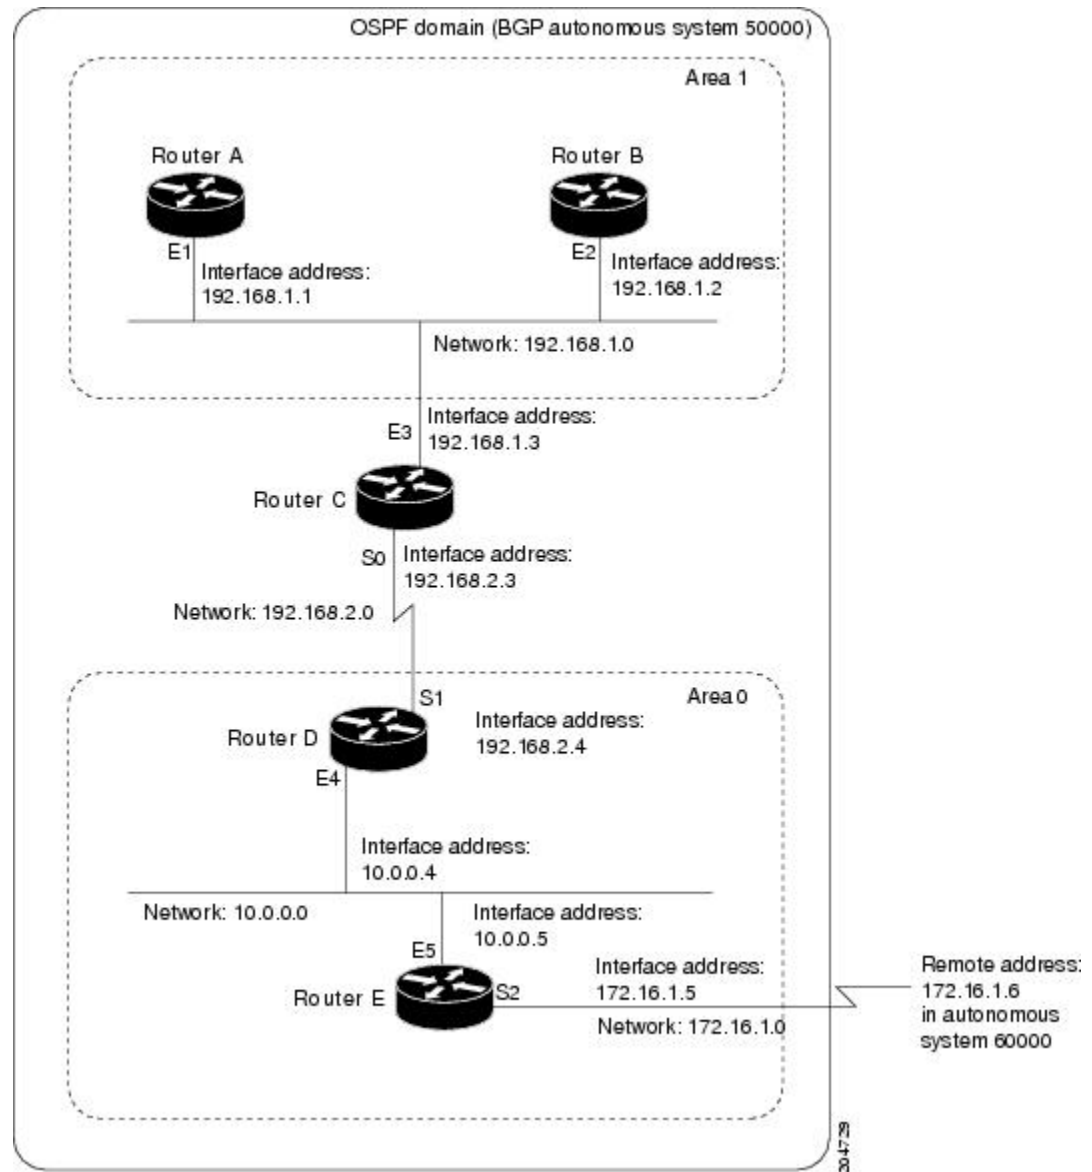 OSPF domain (BGP autonomous system 50000)
Area 1
Router A
Router B
E1
Interface address:
192.168.1.1
E2
Interface address:
192.168.1.2
Network: 192.168.1.0
E3
Interface address:
192.168.1.3
Router C
S0
Interface address:
192.168.2.3
Network: 192.168.2.0
Area 0
S1
Router D
Interface address:
192.168.2.4
E4
Interface address:
10.0.0.4
Network: 10.0.0.0
Interface address:
10.0.0.5
E5
Router E
S2
Interface address:
172.16.1.5
Network: 172.16.1.0
Remote address:
172.16.1.6
in autonomous
system 60000
204729